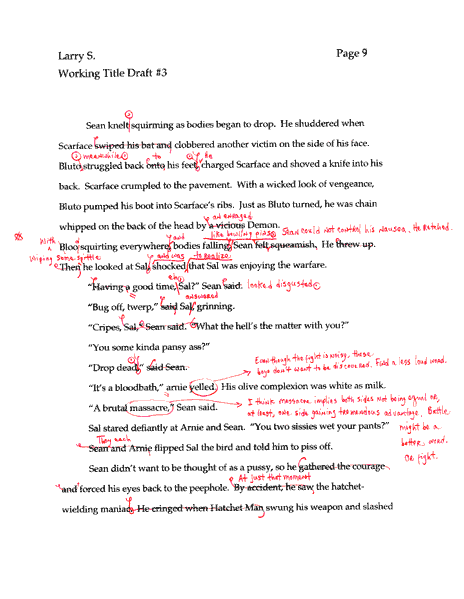 Larry S. Page 9
Working Title Draft #3
Sean knelt squirming as bodies began to drop. He shuddered when
Scarface swiped his bat and clobbered another victim on the side of his face.
meanwhile to He
Bluto struggled back onto his feet, charged Scarface and shoved a knife into his
back. Scarface crumpled to the pavement. With a wicked look of vengeance,
Bluto pumped his boot into Scarface's ribs. Just as Bluto turned, he was chain
an enraged
whipped on the back of the head by a vicious Demon.
With and like bowling pins Sean could not control his nausea. He retched.
Blood squirting everywhere bodies falling, Sean felt squeamish. He threw up.
Wiping some spittle and was to realize
Then he looked at Sal, shocked that Sal was enjoying the warfare.
"Having a good time, Sal?" Sean said. looked disgusted
answered
"Bug off, twerp," said Sal, grinning.
"Cripes, Sal," Sean said. "What the hell's the matter with you?"
"You some kinda pansy ass?"
"Drop dead," said Sean.
Even though the fight is noisy, these
boys don't want to be discovered. Find a less loud word.
"It's a bloodbath," arnie yelled. His olive complexion was white as milk.
"A brutal massacre," Sean said.
I think massacre implies both sides not being equal or,
at least, one side gaining tremendous advantage. Battle
might be a
better word.
Or fight.
Sal stared defiantly at Arnie and Sean. "You two sissies wet your pants?"
They each
Sean and Arnie flipped Sal the bird and told him to piss off.
Sean didn't want to be thought of as a pussy, so he gathered the courage
At just that moment
and forced his eyes back to the peephole. By accident, he saw the hatchet-
wielding maniac. He cringed when Hatchet Man swung his weapon and slashed